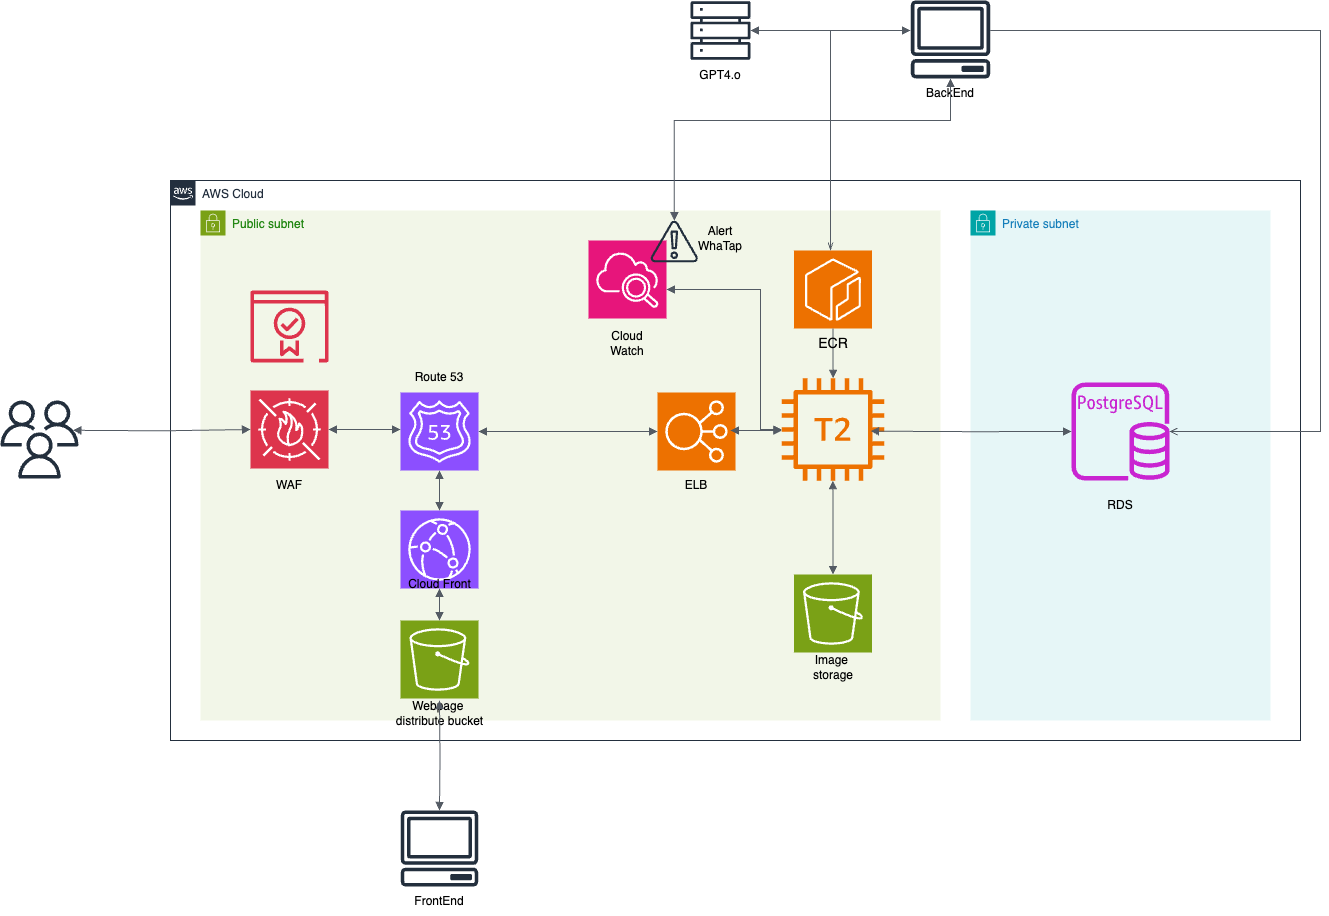 GPT4.o
BackEnd
aws
AWS Cloud
Public subnet
Private subnet
Alert
WhaTap
Cloud
Watch
ECR
Route 53
53
T2
PostgreSQL
WAF
ELB
RDS
Cloud Front
Image
storage
Webpage
distribute bucket
FrontEnd